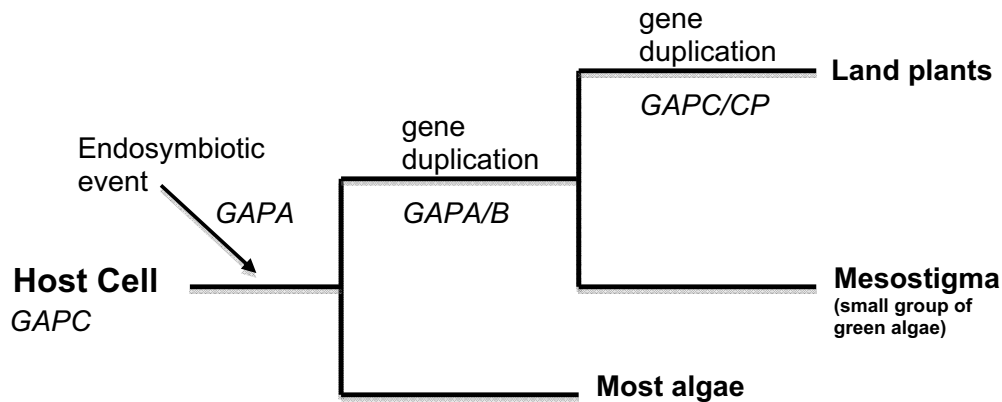 gene
duplication
Land plants
GAPC/CP
gene
duplication
Endosymbiotic
event
GAPA
GAPA/B
Host Cell
GAPC
Mesostigma
(small group of
green algae)
Most algae